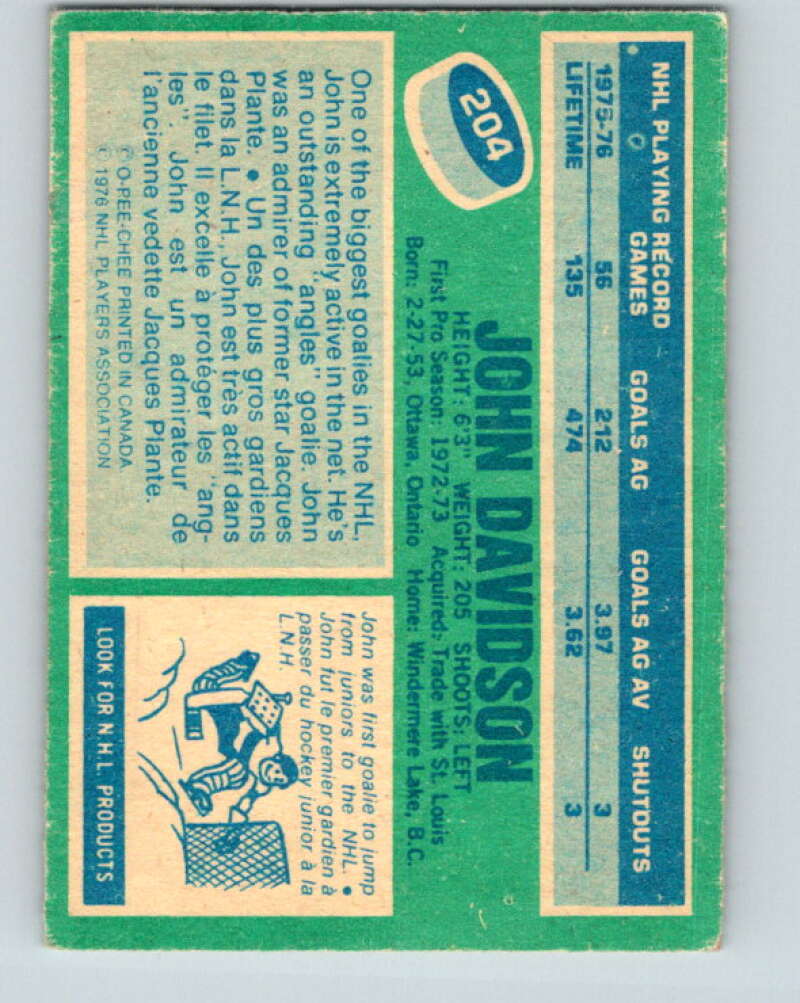 204
NHL PLAYING RECORD
GAMES GOALS AG GOALS AG AV SHUTOUTS
1975-76 56 212 3.97 3
LIFETIME 135 474 3.62 3
JOHN DAVIDSON
HEIGHT: 6'3" WEIGHT: 205 SHOOTS: LEFT
First Pro Season: 1972-73 Acquired: Trade with St. Louis
Born: 2-27-53, Ottawa, Ontario Home: Windermere Lake, B.C.
One of the biggest goalies in the NHL,
John is extremely active in the net. He's
an outstanding "angles" goalie. John
was an admirer of former star Jacques
Plante. • Un des plus gros gardiens
dans la L.N.H., John est très actif dans
le filet. Il excelle à protéger les "ang-
les". John est un admirateur de
l'ancienne vedette Jacques Plante.
© O-PEE-CHEE PRINTED IN CANADA
© 1976 NHL PLAYERS ASSOCIATION
John was first goalie to jump
from juniors to the NHL. •
John fut le premier gardien à
passer du hockey junior à la
L.N.H.
LOOK FOR N.H.L. PRODUCTS